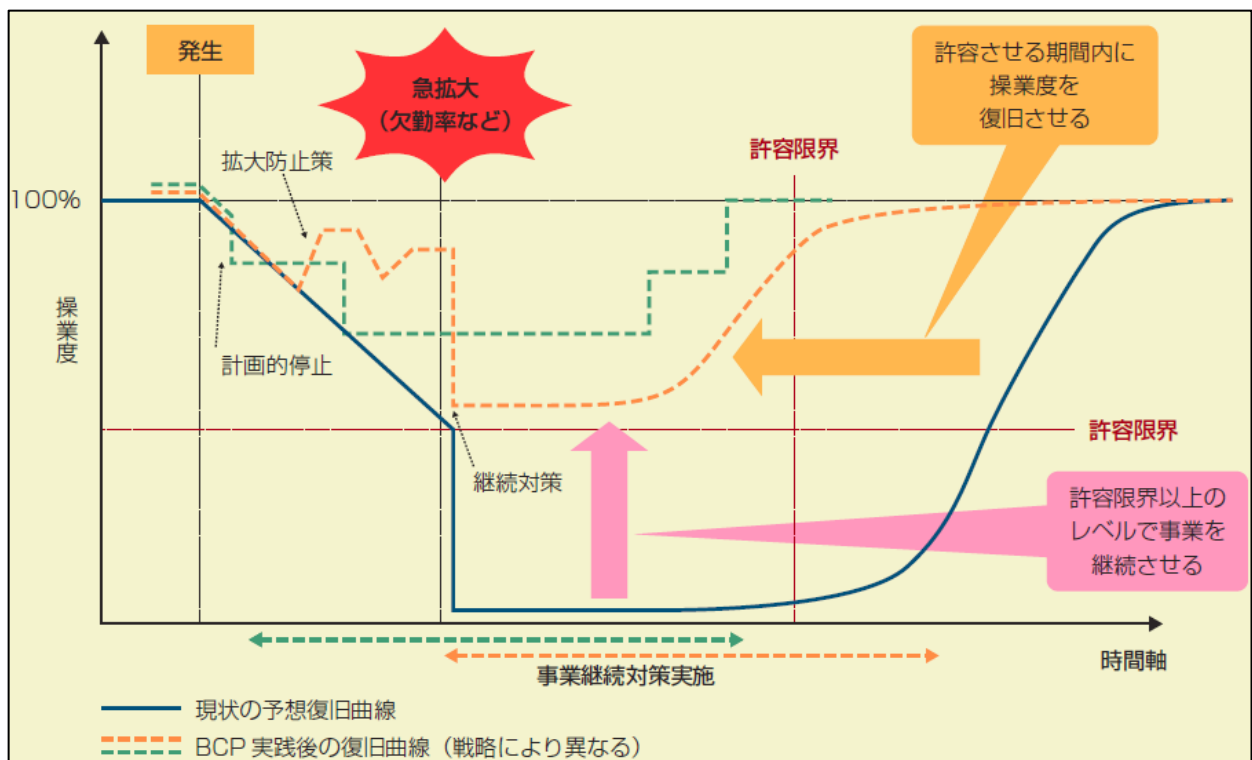 発生
急拡大
（欠勤率など）
許容させる期間内に
操業度を
復旧させる
拡大防止策
許容限界
100%
操業度
計画的停止
許容限界
継続対策
許容限界以上の
レベルで事業を
継続させる
時間軸
事業継続対策実施
現状の予想復旧曲線
BCP 実践後の復旧曲線（戦略により異なる）